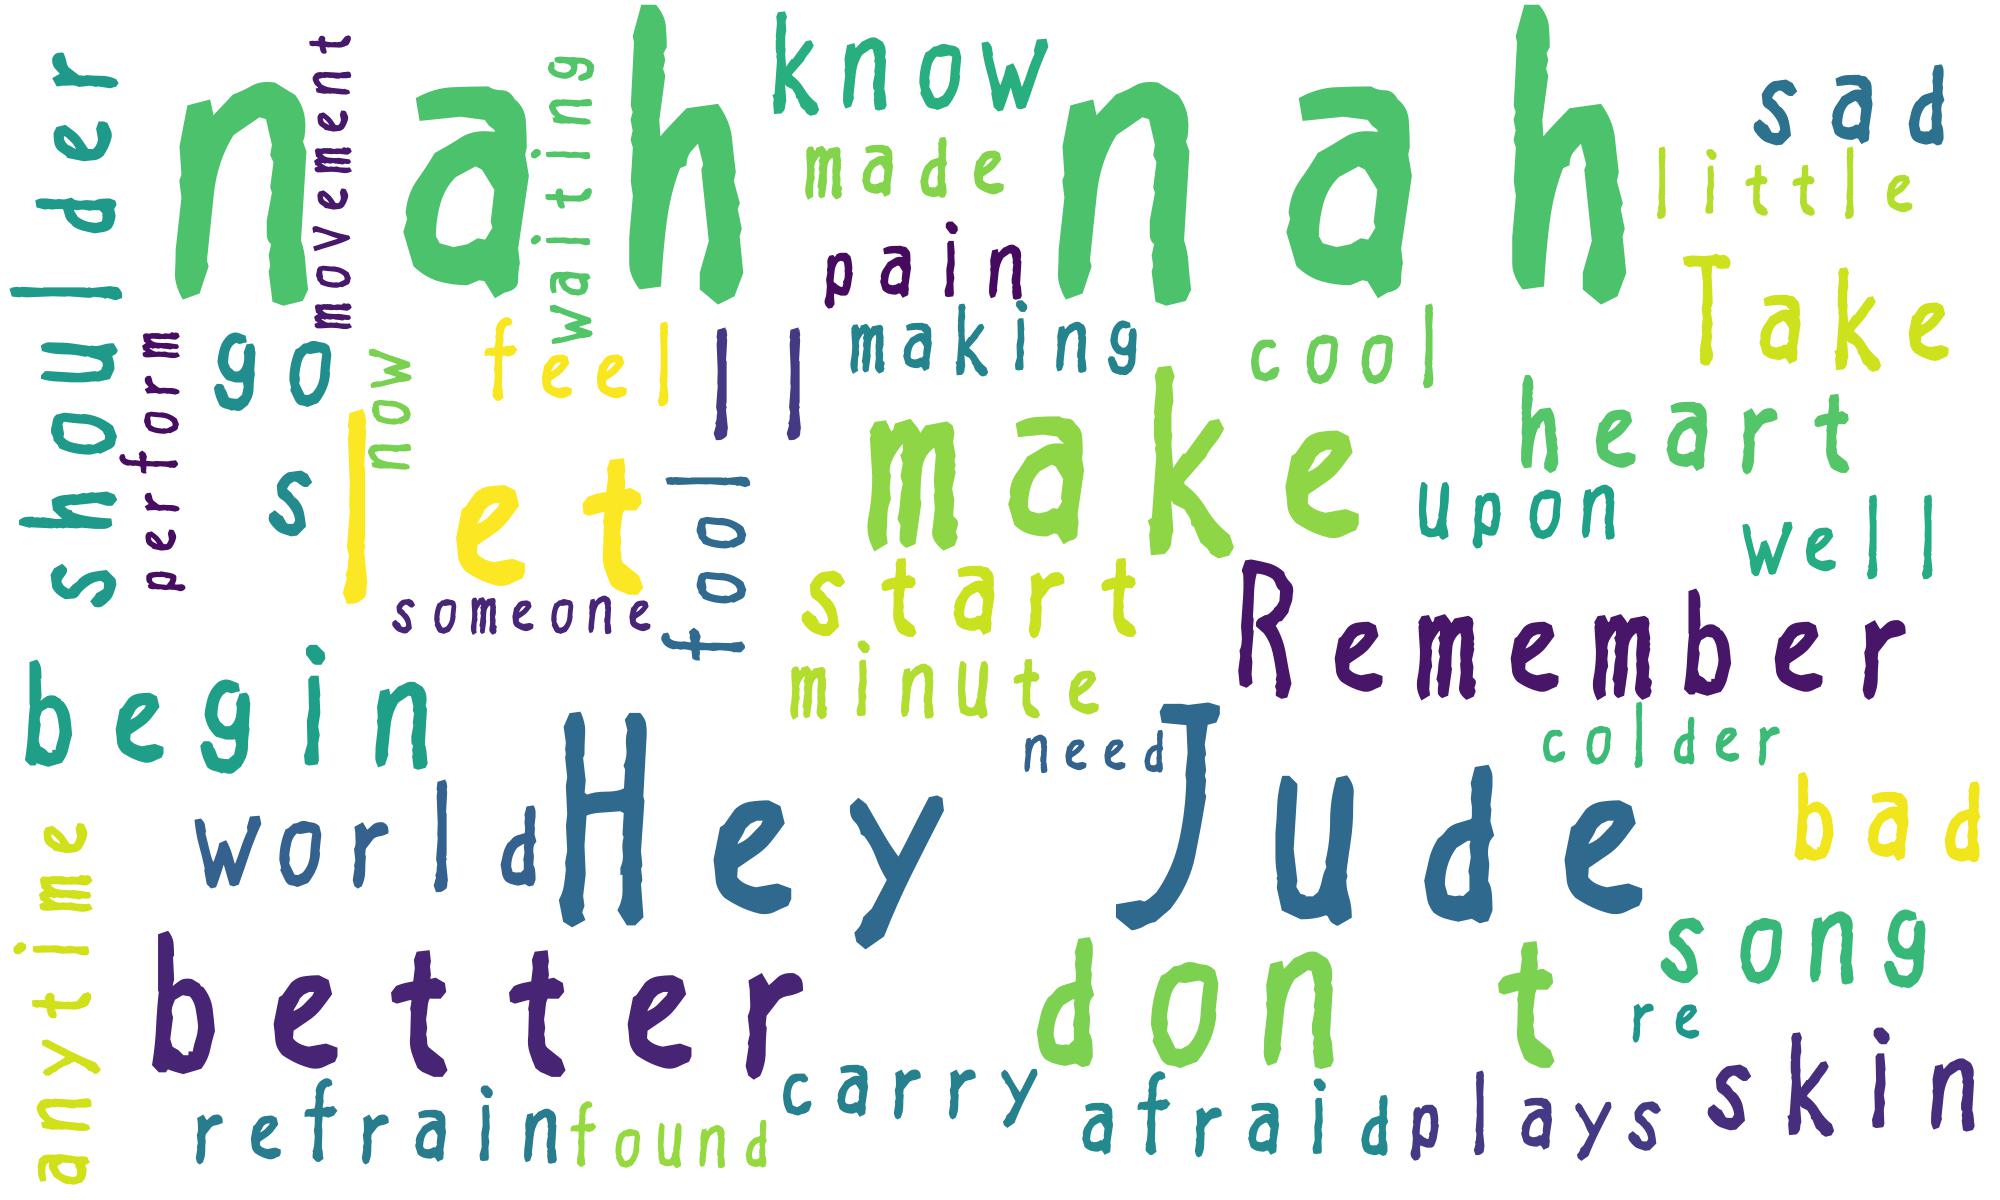 nah nah
know
sad
shoulder
movement
waiting
made
little
pain
Take
making
cool
perform
go
now
feel
ll
make
heart
s
let
fool
upon
well
someone
start
Remember
begin
minute
need
colder
world
Hey Jude
bad
anytime
song
better
don t
re
skin
refrain
found
carry
afraid
plays